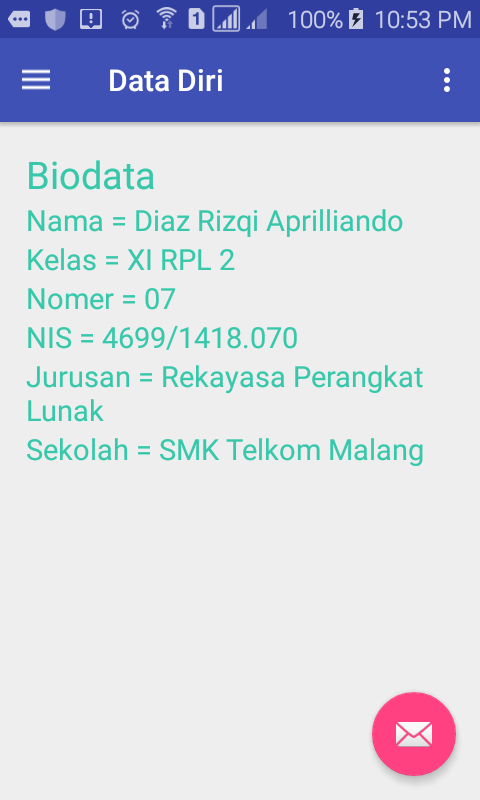 100% 10:53 PM
Data Diri
Biodata
Nama = Diaz Rizqi Aprilliando
Kelas = XI RPL 2
Nomer = 07
NIS = 4699/1418.070
Jurusan = Rekayasa Perangkat
Lunak
Sekolah = SMK Telkom Malang